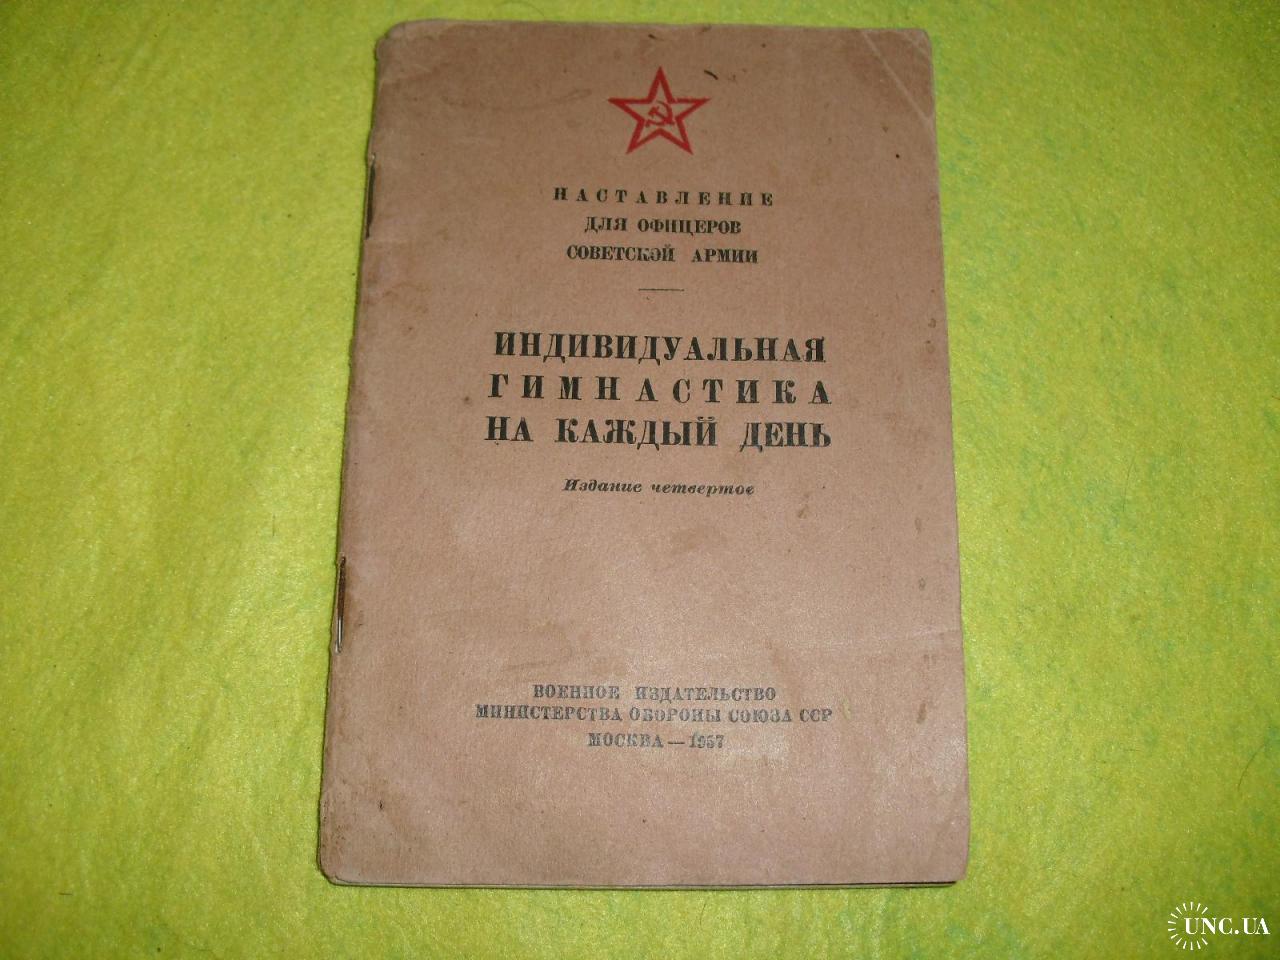 НАСТАВЛЕНИЕ
ДЛЯ ОФИЦЕРОВ
СОВЕТСКОЙ АРМИИ
ИНДИВИДУАЛЬНАЯ
ГИМНАСТИКА
НА КАЖДЫЙ ДЕНЬ
Издание четвертое
ВОЕННОЕ ИЗДАТЕЛЬСТВО
МИНИСТЕРСТВА ОБОРОНЫ СОЮЗА ССР
МОСКВА — 1957
UNC.UA